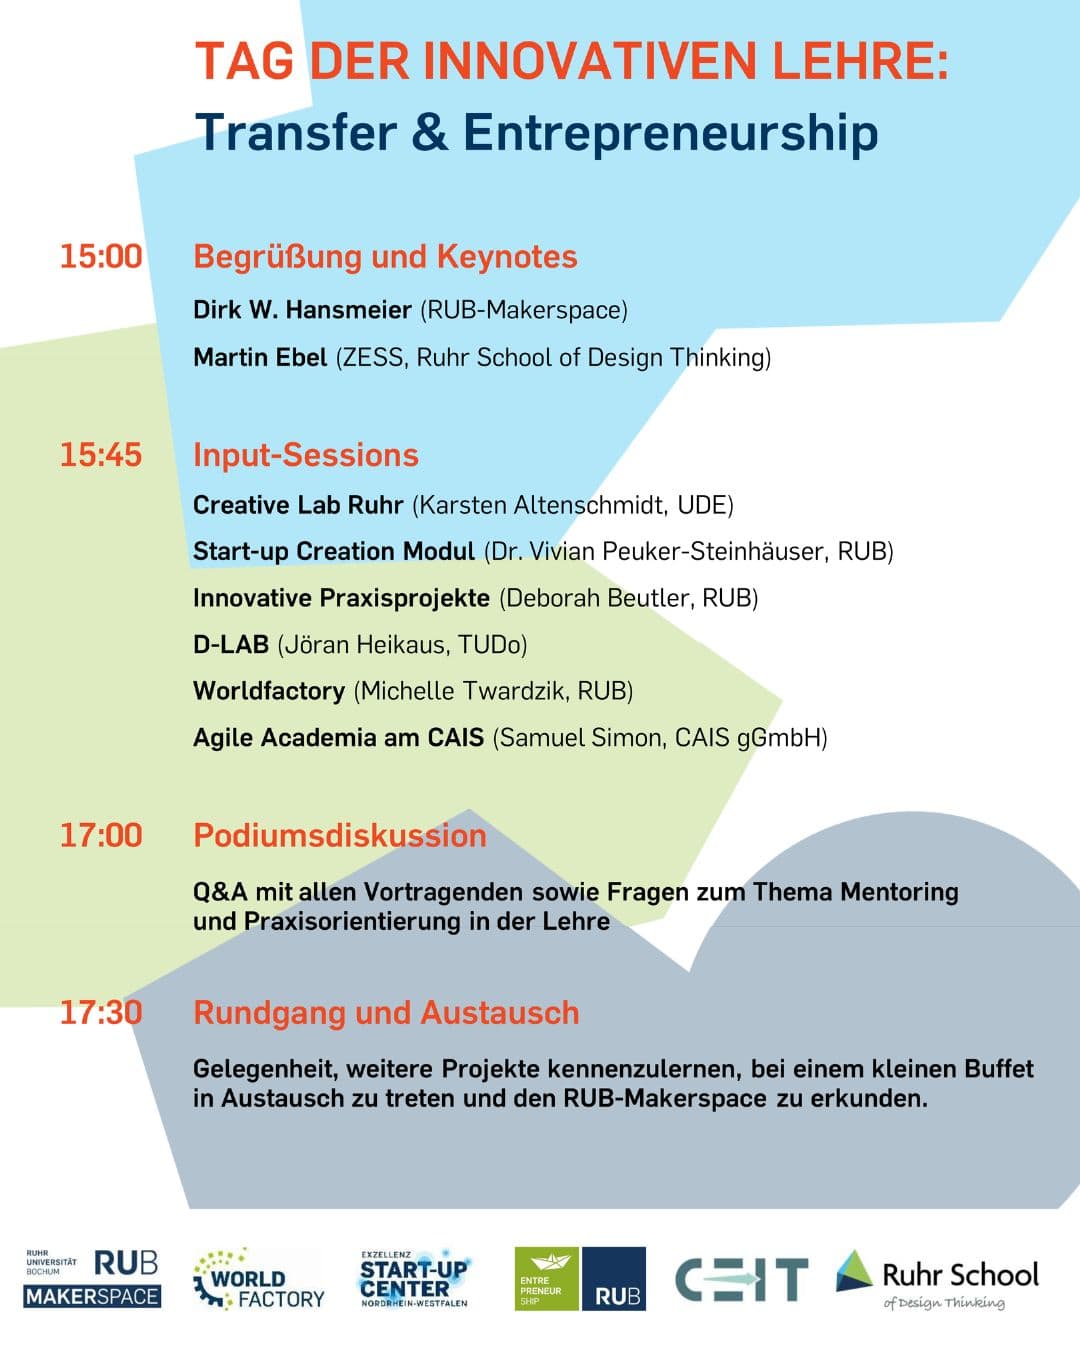 TAG DER INNOVATIVEN LEHRE:
Transfer & Entrepreneurship
15:00 Begrüßung und Keynotes
Dirk W. Hansmeier (RUB-Makerspace)
Martin Ebel (ZESS, Ruhr School of Design Thinking)
15:45 Input-Sessions
Creative Lab Ruhr (Karsten Altenschmidt, UDE)
Start-up Creation Modul (Dr. Vivian Peuker-Steinhäuser, RUB)
Innovative Praxisprojekte (Deborah Beutler, RUB)
D-LAB (Jöran Heikaus, TUDo)
Worldfactory (Michelle Twardzik, RUB)
Agile Academia am CAIS (Samuel Simon, CAIS gGmbH)
17:00 Podiumsdiskussion
Q&A mit allen Vortragenden sowie Fragen zum Thema Mentoring
und Praxisorientierung in der Lehre
17:30 Rundgang und Austausch
Gelegenheit, weitere Projekte kennenzulernen, bei einem kleinen Buffet
in Austausch zu treten und den RUB-Makerspace zu erkunden.
RUHR
UNIVERSITÄT
BOCHUM
RUB
MAKERSPACE
WORLD
FACTORY
EXZELLENZ
START-UP
CENTER
NORDRHEIN-WESTFALEN
ENTRE
PRENEUR
SHIP
RUB
CEIT
Ruhr School
of Design Thinking